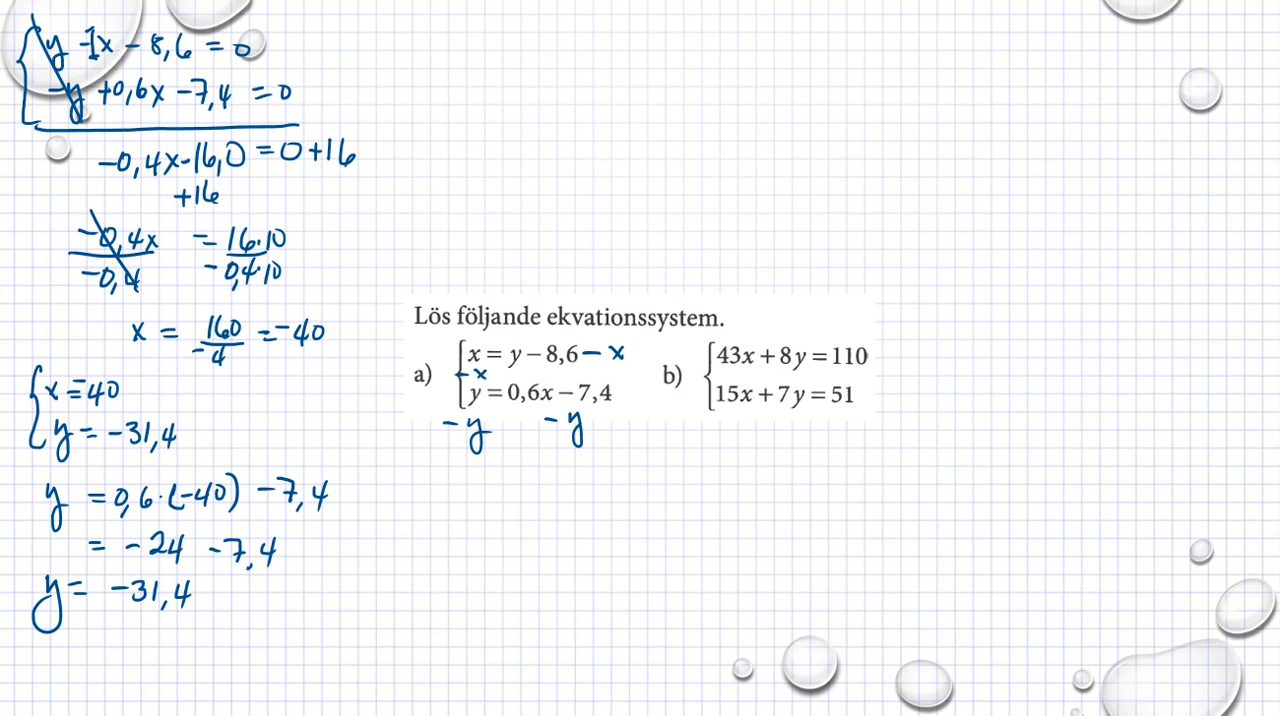 y -1x - 8,6 = 0
-y +0,6x -7,4 = 0
-0,4x-16,0 = 0 +16
+16
-0,4x = 16·10
-0,4 -0,4·10
x = 160 = -40
-4
x = -40
y = -31,4
y = 0,6·(-40) -7,4
= -24 -7,4
y = -31,4
Lös följande ekvationssystem.
a) x = y – 8,6 - x
-x
y = 0,6x – 7,4
-y -y
b) 43x + 8y = 110
15x + 7y = 51